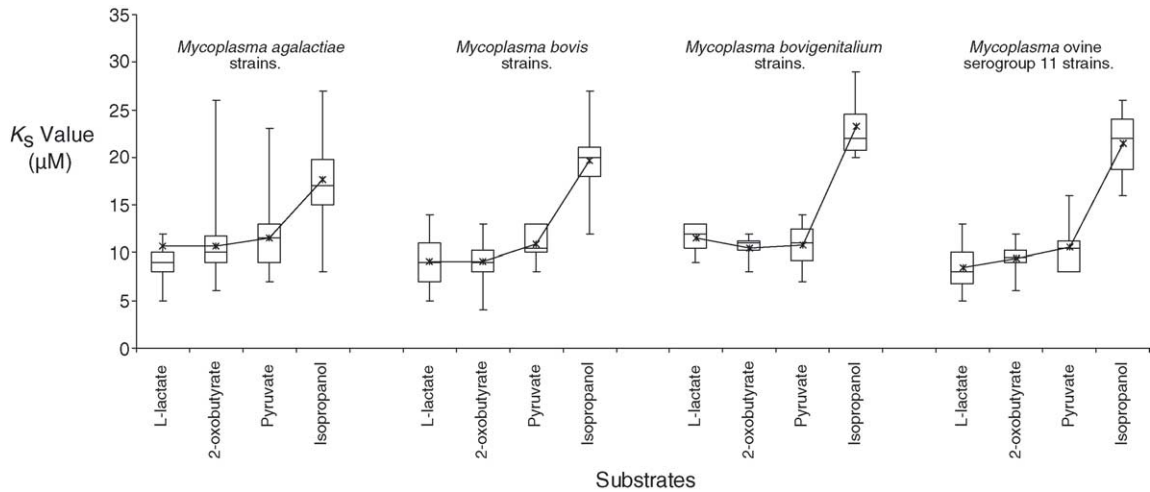 35
30
25
20
15
10
5
0
KS Value
(µM)
Mycoplasma agalactiae
strains.
Mycoplasma bovis
strains.
Mycoplasma bovigenitalium
strains.
Mycoplasma ovine
serogroup 11 strains.
L-lactate
2-oxobutyrate
Pyruvate
Isopropanol
L-lactate
2-oxobutyrate
Pyruvate
Isopropanol
L-lactate
2-oxobutyrate
Pyruvate
Isopropanol
L-lactate
2-oxobutyrate
Pyruvate
Isopropanol
Substrates